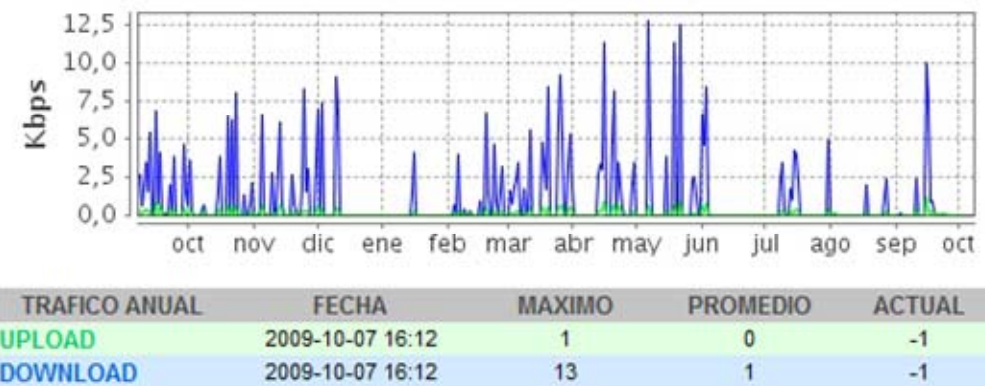 12,5
10,0
7,5
5,0
2,5
0,0
Kbps
oct nov dic ene feb mar abr may jun jul ago sep oct
TRAFICO ANUAL FECHA MAXIMO PROMEDIO ACTUAL
UPLOAD 2009-10-07 16:12 1 0 -1
DOWNLOAD 2009-10-07 16:12 13 1 -1